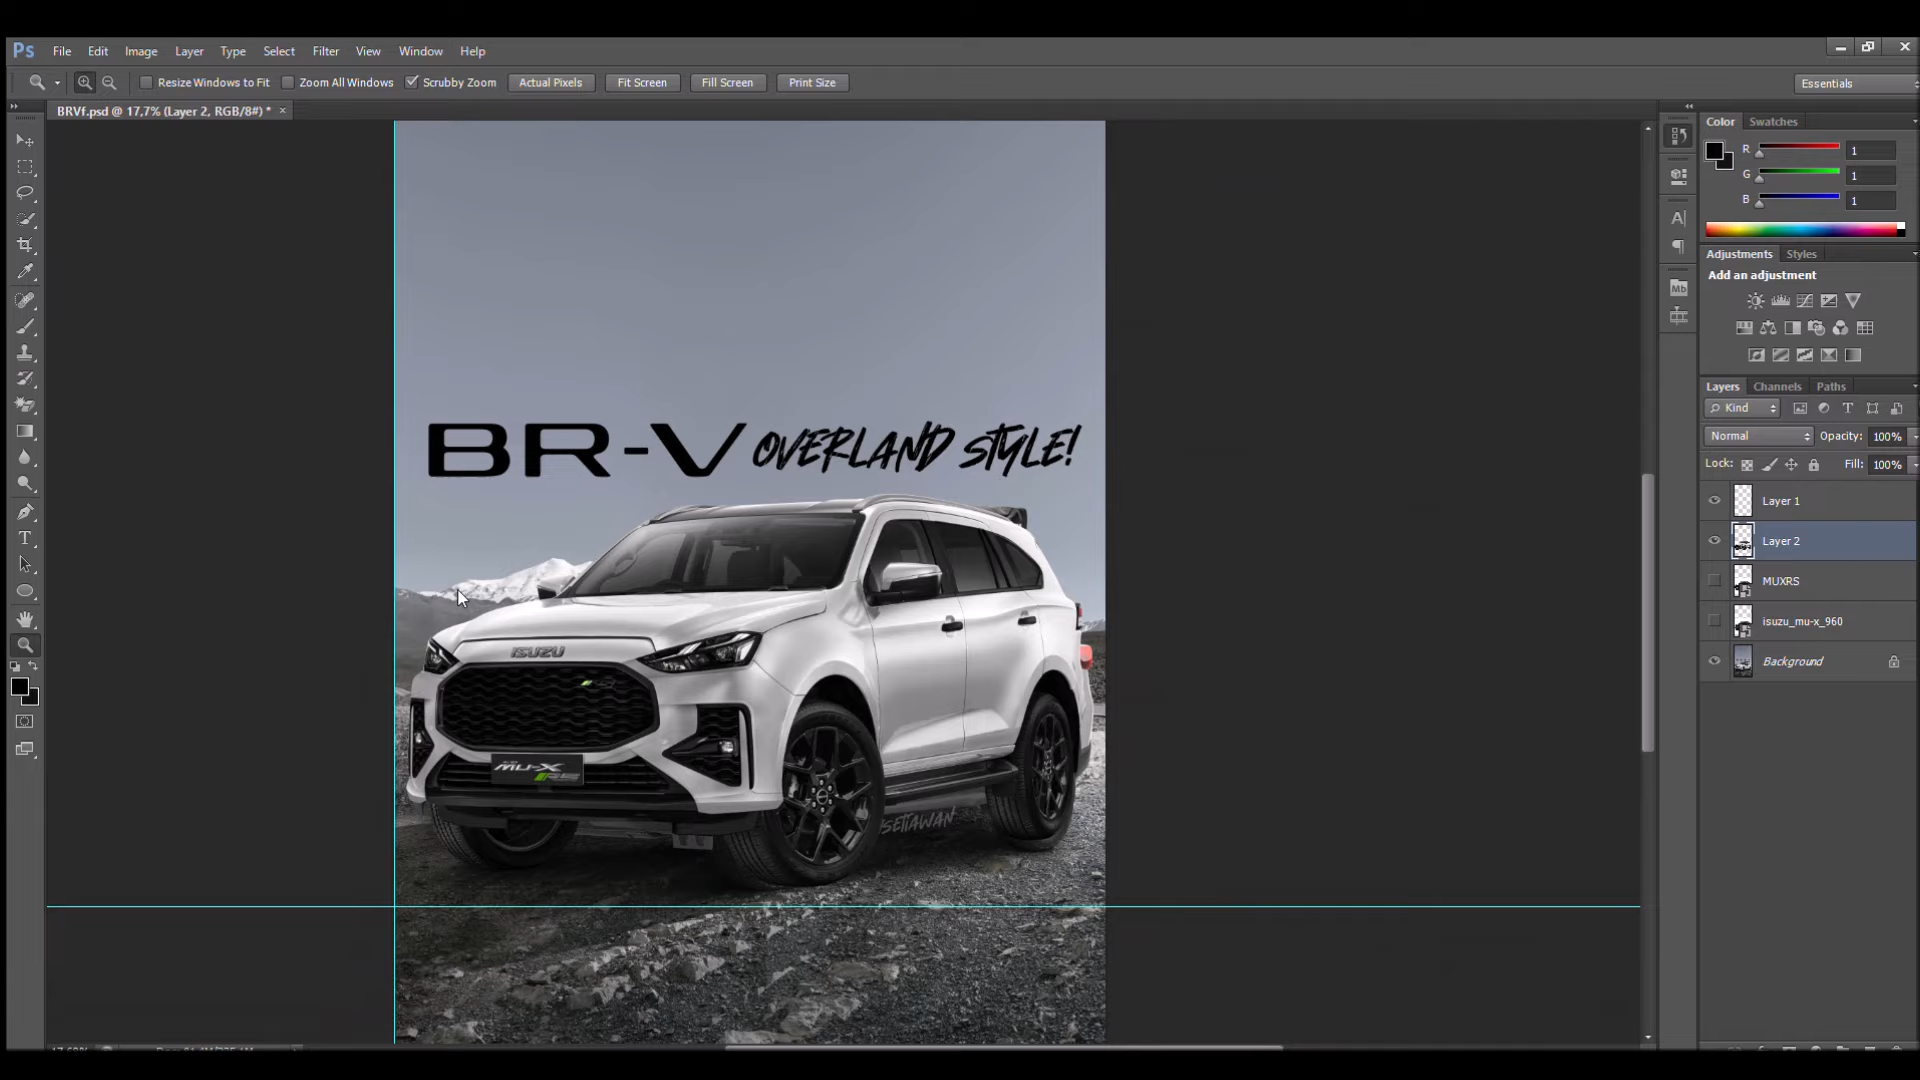 Ps File Edit Image Layer Type Select Filter View Window Help
Resize Windows to Fit Zoom All Windows Scrubby Zoom Actual Pixels Fit Screen Fill Screen Print Size Essentials
BRVf.psd @ 17,7% (Layer 2, RGB/8#) * ×
Color Swatches
R 1
G 1
B 1
Adjustments Styles
Add an adjustment
Mb
Layers Channels Paths
Kind
Normal Opacity: 100%
Lock: Fill: 100%
Layer 1
Layer 2
MUXRS
isuzu_mu-x_960
Background
BR-V OVERLAND STYLE!
ISUZU
RS
MU-X
RS
SETIAWAN